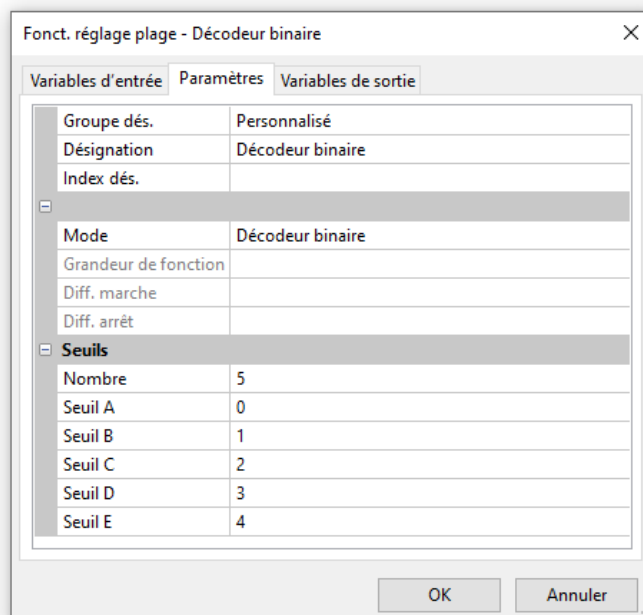 Fonct. réglage plage - Décodeur binaire
Variables d'entrée Paramètres Variables de sortie
Groupe dés. Personnalisé
Désignation Décodeur binaire
Index dés.
Mode Décodeur binaire
Grandeur de fonction
Diff. marche
Diff. arrêt
Seuils
Nombre 5
Seuil A 0
Seuil B 1
Seuil C 2
Seuil D 3
Seuil E 4
OK Annuler